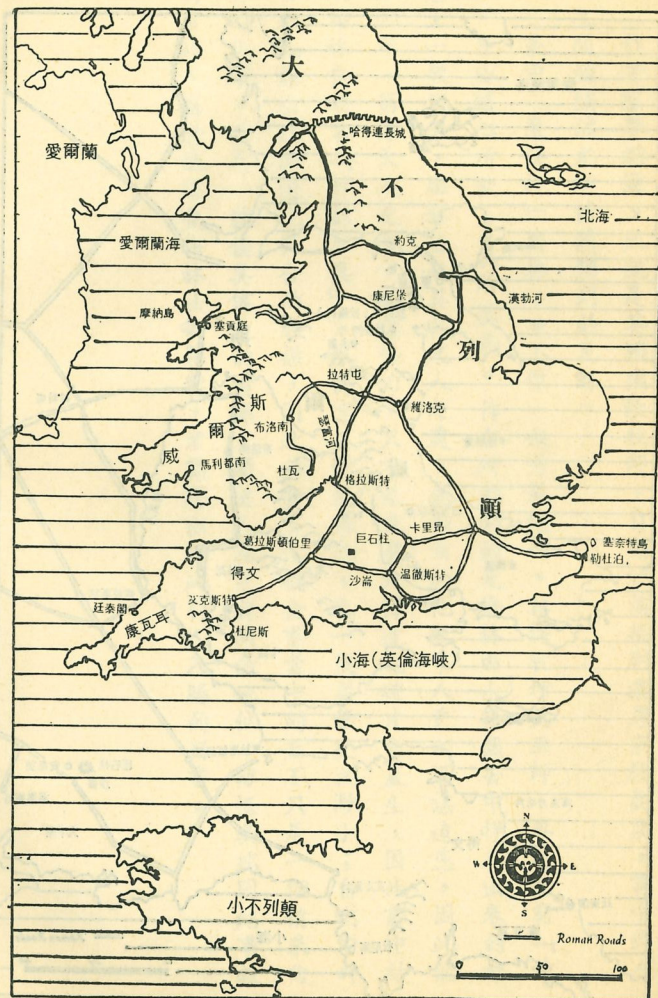 大
哈得連長城
愛爾蘭
不
北海
愛爾蘭海
約克
康尼堡
漢勃河
摩納島
塞貢庭
列
拉特屯
維洛克
斯
爾
威
布洛南
馬利都南
杜瓦
格拉斯特
顛
卡里昂
巨石柱
葛拉斯頓伯里
塞奈特島
勒杜泊
溫徹斯特
沙崙
得文
艾克斯特
廷泰閣
康瓦耳
杜尼斯
小海(英倫海峽)
小不列顛
N
W
E
S
Roman Roads
0 50 100